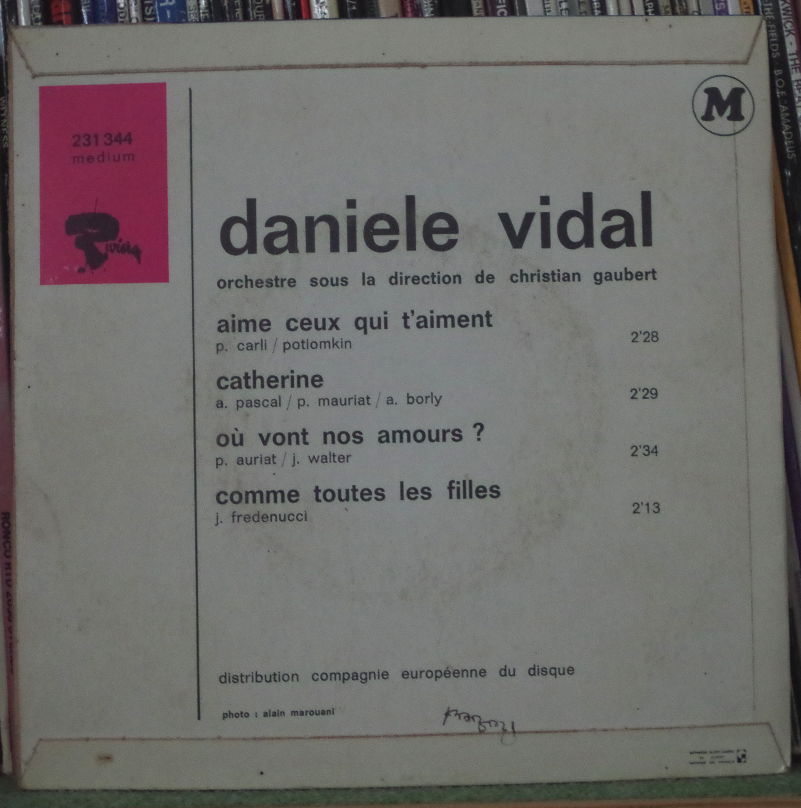 231 344
medium
Riviera
M
daniele vidal
orchestre sous la direction de christian gaubert
aime ceux qui t'aiment 2'28
p. carli / potiomkin
catherine 2'29
a. pascal / p. mauriat / a. borly
où vont nos amours ? 2'34
p. auriat / j. walter
comme toutes les filles 2'13
j. fredenucci
distribution compagnie européenne du disque
photo : alain marouani